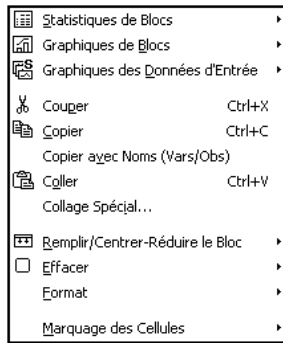 Statistiques de Blocs
Graphiques de Blocs
Graphiques des Données d'Entrée
Couper Ctrl+X
Copier Ctrl+C
Copier avec Noms (Vars/Obs)
Coller Ctrl+V
Collage Spécial...
Remplir/Centrer-Réduire le Bloc
Effacer
Format
Marquage des Cellules